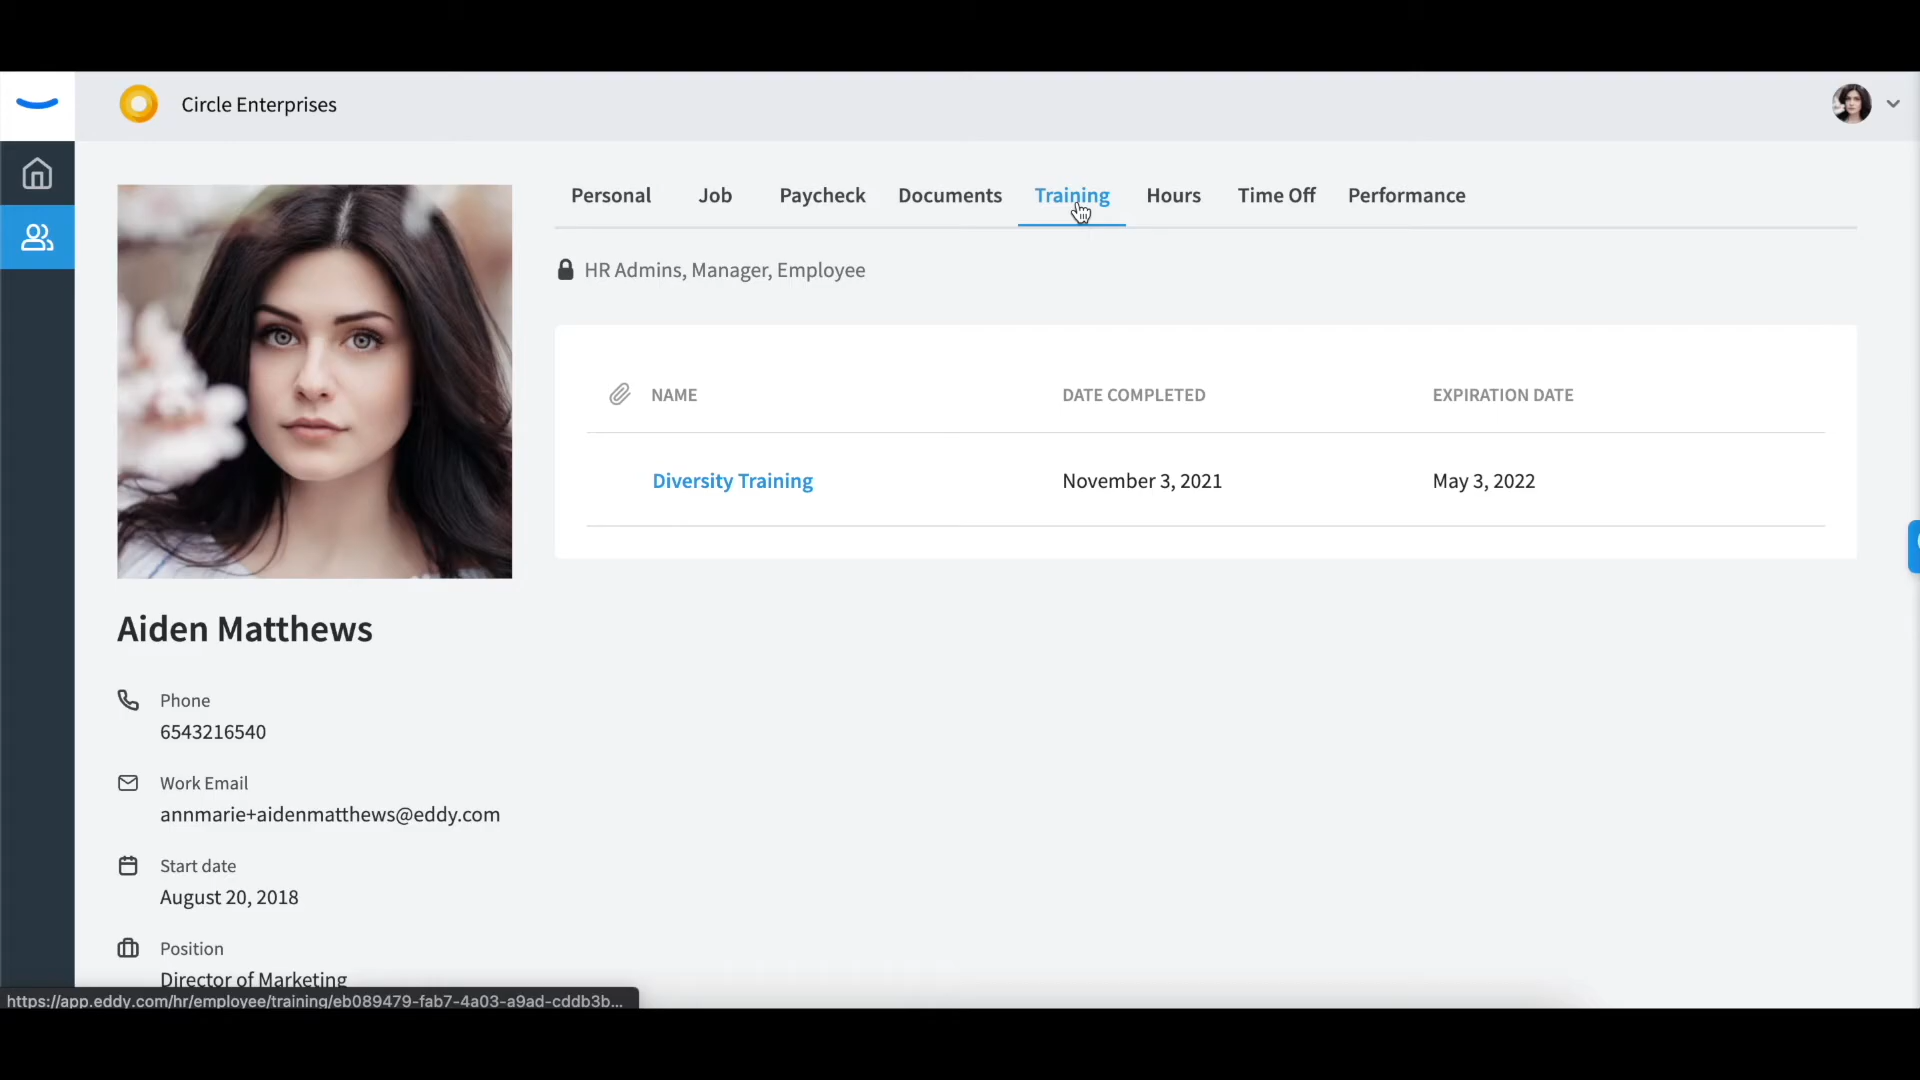 Circle Enterprises
Personal Job Paycheck Documents Training Hours Time Off Performance
HR Admins, Manager, Employee
NAME DATE COMPLETED EXPIRATION DATE
Diversity Training November 3, 2021 May 3, 2022
Aiden Matthews
Phone
6543216540
Work Email
annmarie+aidenmatthews@eddy.com
Start date
August 20, 2018
Position
Director of Marketing
https://app.eddy.com/hr/employee/training/eb089479-fab7-4a03-a9ad-cddb3b...